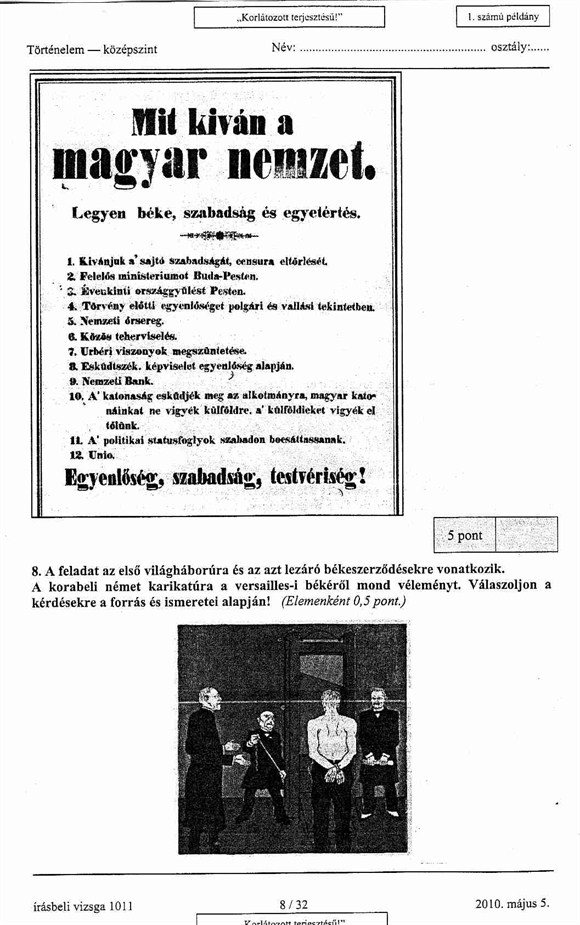 „Korlátozott terjesztésű!”
1. számú példány
Történelem — középszint
Név: ........................................................ osztály:......
Mit kiván a
magyar nemzet.
Legyen béke, szabadság és egyetértés.
1. Kivánjuk a' sajtó szabadságát, censura eltörlését.
2. Felelős ministeriumot Buda-Pesten.
3. Évenkinti országgyülést Pesten.
4. Törvény előtti egyenlőséget polgári és vallási tekintetben.
5. Nemzeti őrsereg.
6. Közös teherviselés.
7. Urbéri viszonyok megszüntetése.
8. Esküdtszék, képviselet egyenlőség alapján.
9. Nemzeti Bank.
10. A' katonaság esküdjék meg az alkotmányra, magyar kato-
náinkat ne vigyék külföldre, a' külföldieket vigyék el
tőlünk.
11. A' politikai statusfoglyok szabadon bocsáttassanak.
12. Unio.
Egyenlőség, szabadság, testvériség!
5 pont
8. A feladat az első világháborúra és az azt lezáró békeszerződésekre vonatkozik.
A korabeli német karikatúra a versailles-i békéről mond véleményt. Válaszoljon a
kérdésekre a forrás és ismeretei alapján! (Elemenként 0,5 pont.)
írásbeli vizsga 1011
8 / 32
2010. május 5.
„Korlátozott terjesztésű!”